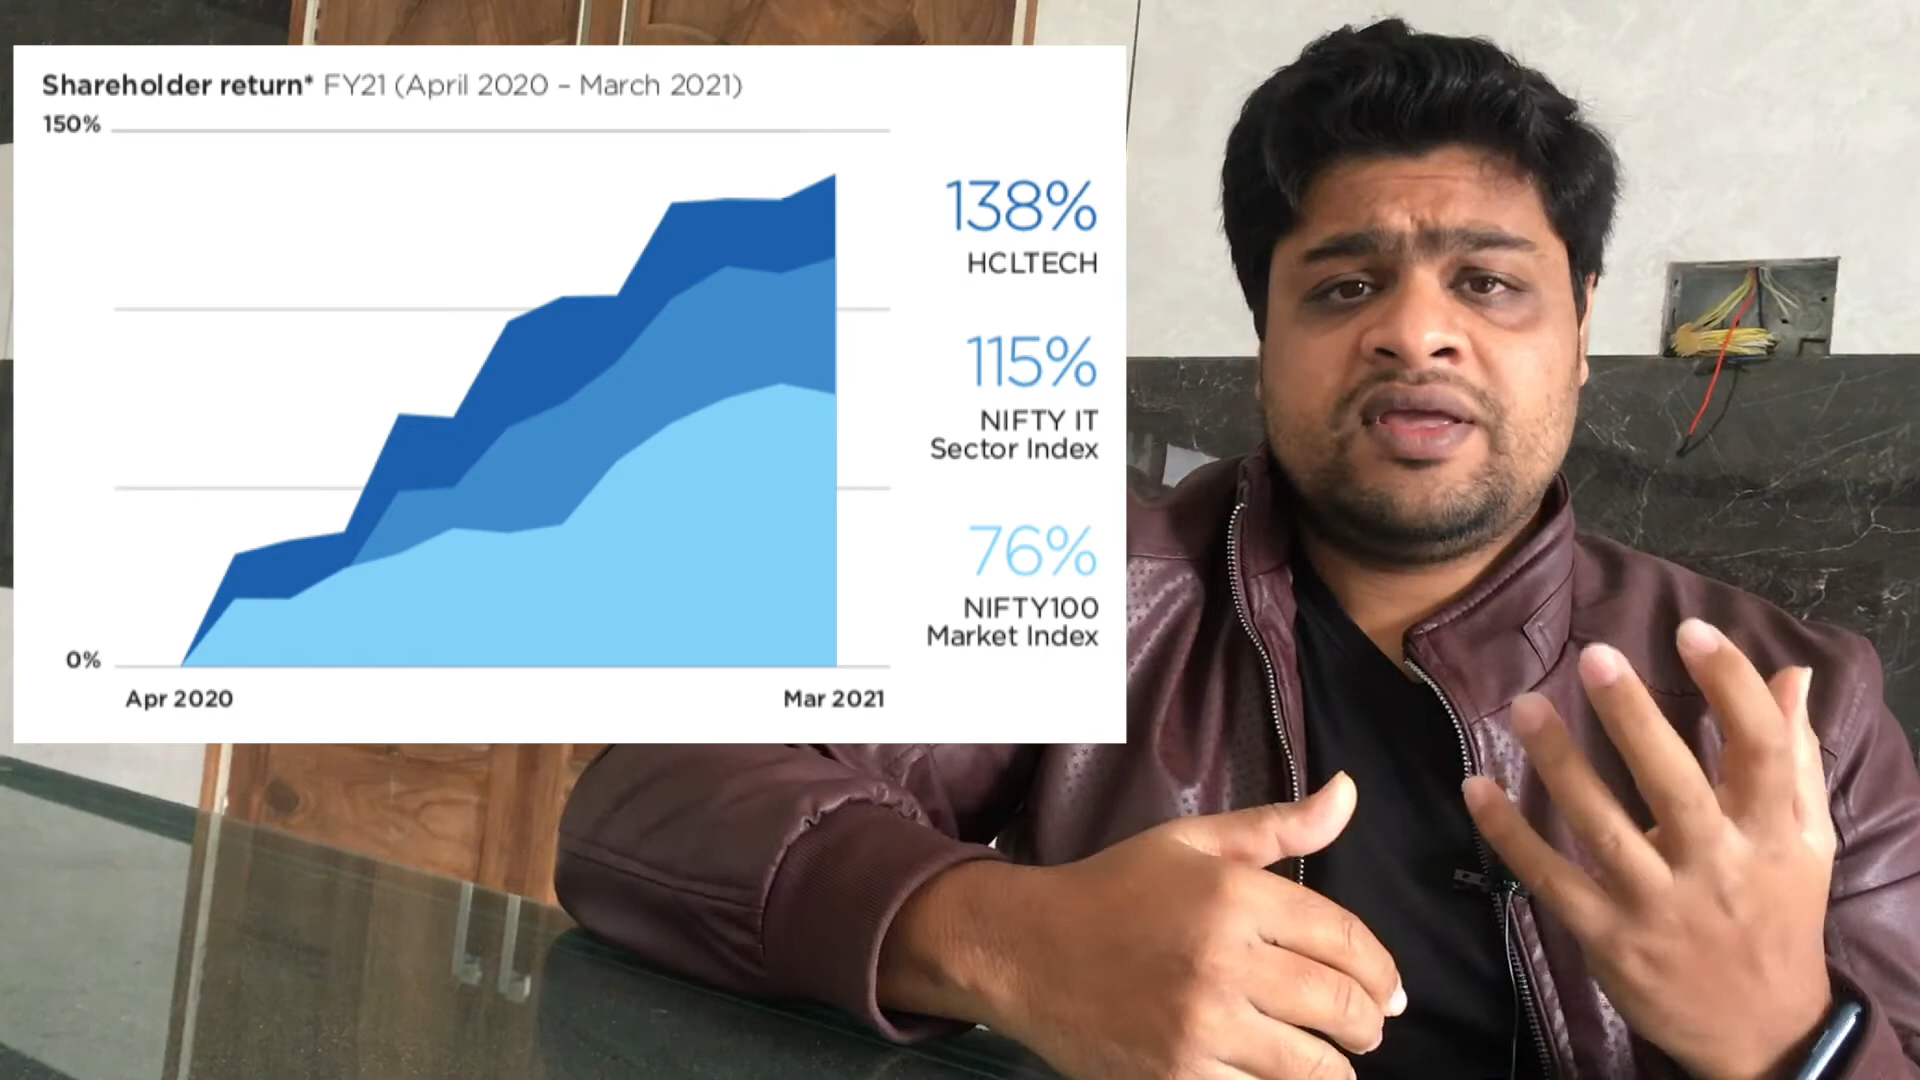 Shareholder return* FY21 (April 2020 – March 2021)
150%
138%
HCLTECH
115%
NIFTY IT
Sector Index
76%
NIFTY100
Market Index
0%
Apr 2020
Mar 2021